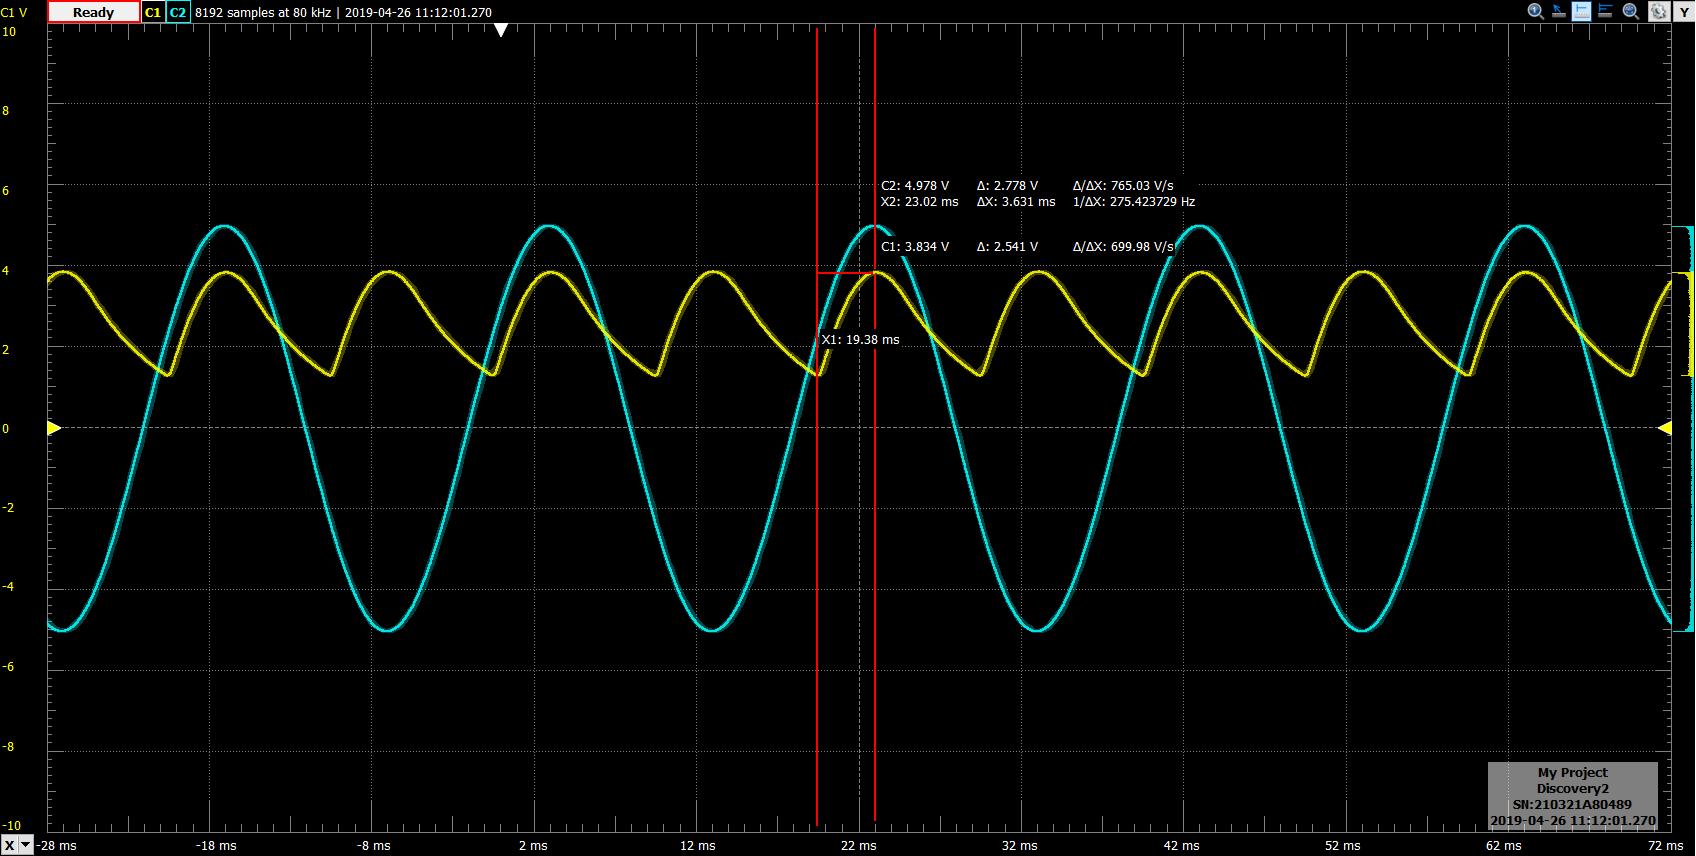 C1 V Ready C1 C2 8192 samples at 80 kHz | 2019-04-26 11:12:01.270 Y
10
8
6
4
2
0
-2
-4
-6
-8
-10
C2: 4.978 V Δ: 2.778 V Δ/ΔX: 765.03 V/s
X2: 23.02 ms ΔX: 3.631 ms 1/ΔX: 275.423729 Hz
C1: 3.834 V Δ: 2.541 V Δ/ΔX: 699.98 V/s
X1: 19.38 ms
My Project
Discovery2
SN:210321A80489
2019-04-26 11:12:01.270
X -28 ms -18 ms -8 ms 2 ms 12 ms 22 ms 32 ms 42 ms 52 ms 62 ms 72 ms